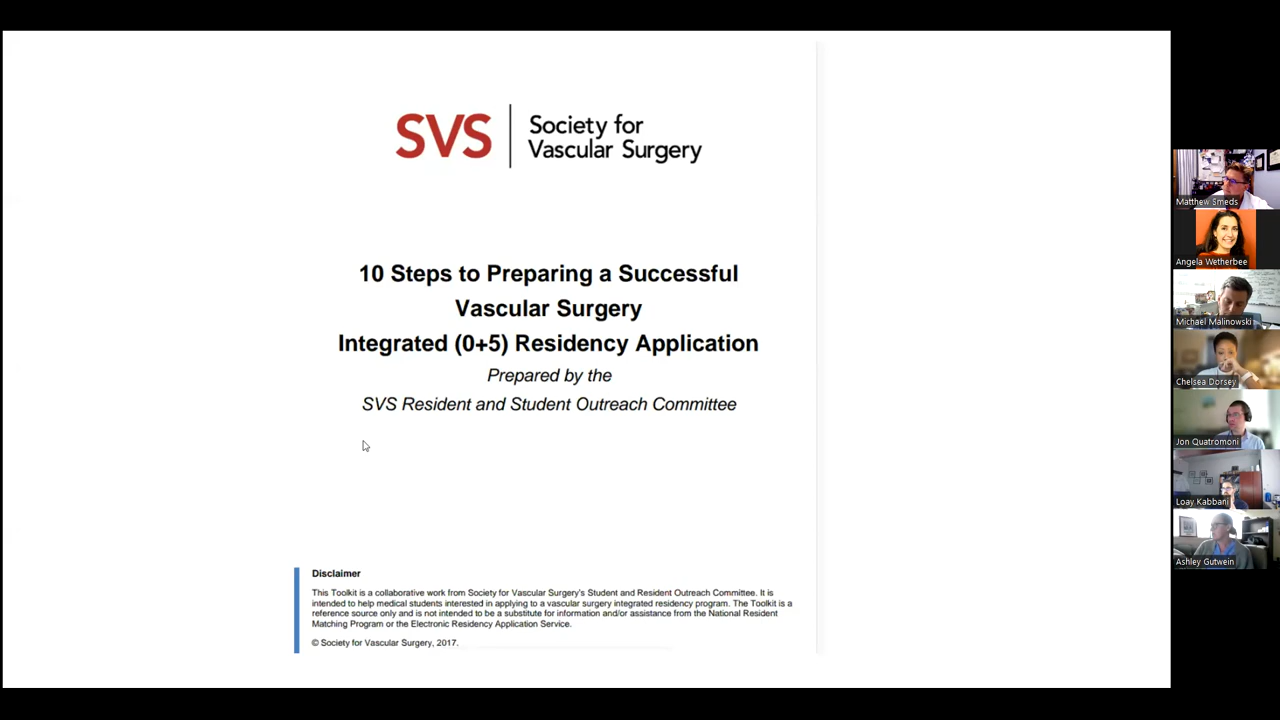 SVS
Society for
Vascular Surgery
10 Steps to Preparing a Successful
Vascular Surgery
Integrated (0+5) Residency Application
Prepared by the
SVS Resident and Student Outreach Committee
Disclaimer
This Toolkit is a collaborative work from Society for Vascular Surgery's Student and Resident Outreach Committee. It is
intended to help medical students interested in applying to a vascular surgery integrated residency program. The Toolkit is a
reference source only and is not intended to be a substitute for information and/or assistance from the National Resident
Matching Program or the Electronic Residency Application Service.
© Society for Vascular Surgery, 2017.
Matthew Smeds
Angela Wetherbee
Michael Malinowski
Chelsea Dorsey
Jon Quatromoni
Loay Kabbani
Ashley Gutwein